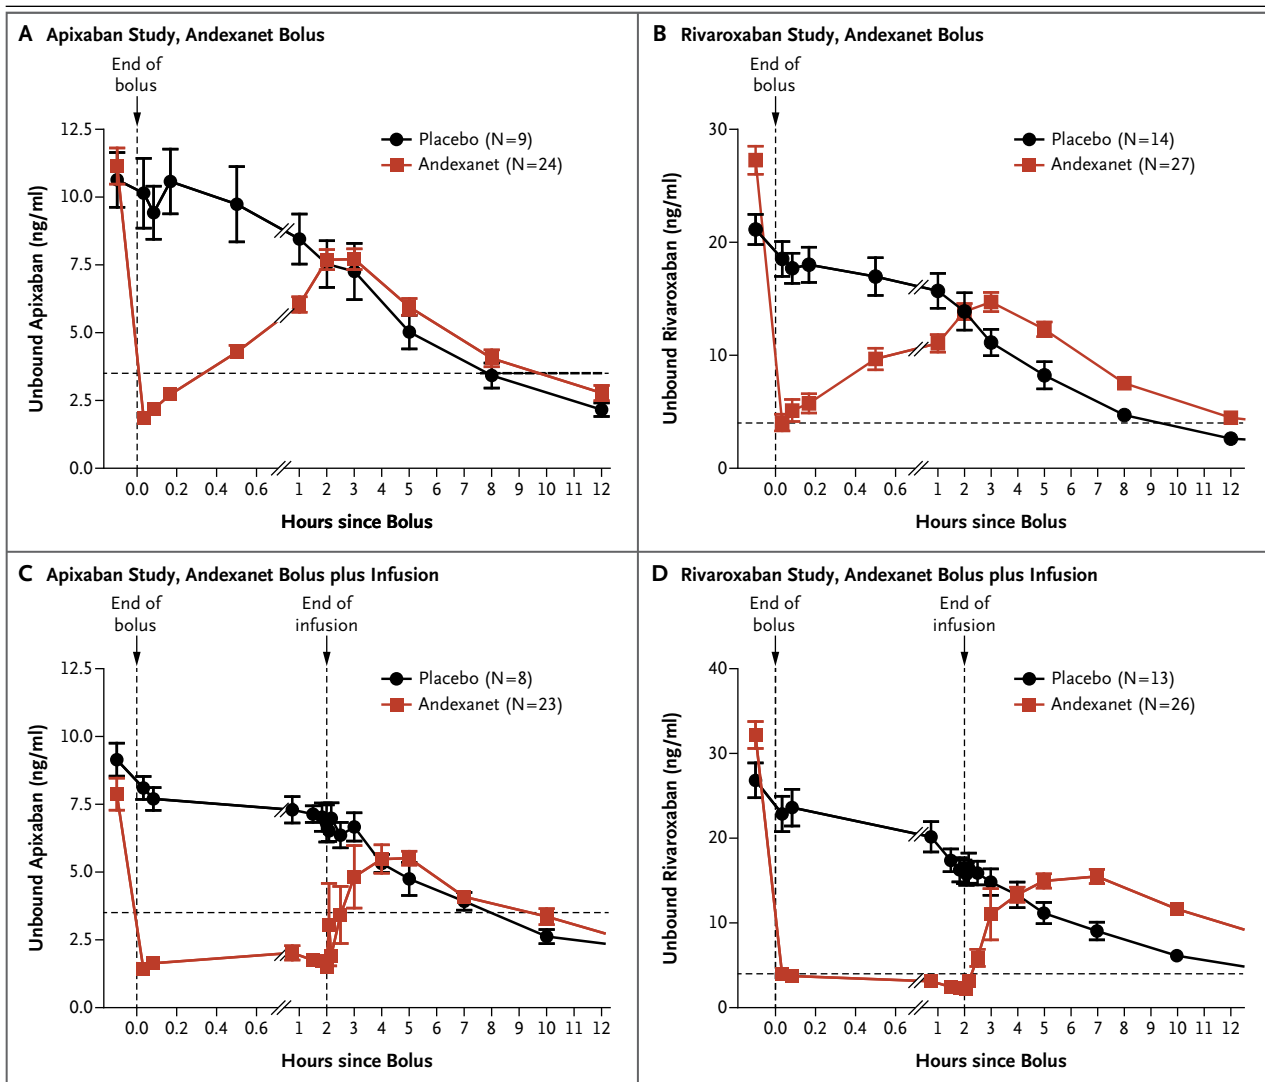 A Apixaban Study, Andexanet Bolus
End of
bolus
Placebo (N=9)
Andexanet (N=24)
Unbound Apixaban (ng/ml)
12.5
10.0
7.5
5.0
2.5
0.0
0.0 0.2 0.4 0.6 1 2 3 4 5 6 7 8 9 10 11 12
Hours since Bolus
B Rivaroxaban Study, Andexanet Bolus
End of
bolus
Placebo (N=14)
Andexanet (N=27)
Unbound Rivaroxaban (ng/ml)
30
20
10
0
0.0 0.2 0.4 0.6 1 2 3 4 5 6 7 8 9 10 11 12
Hours since Bolus
C Apixaban Study, Andexanet Bolus plus Infusion
End of
bolus
End of
infusion
Placebo (N=8)
Andexanet (N=23)
Unbound Apixaban (ng/ml)
12.5
10.0
7.5
5.0
2.5
0.0
0.0 0.2 0.4 0.6 1 2 3 4 5 6 7 8 9 10 11 12
Hours since Bolus
D Rivaroxaban Study, Andexanet Bolus plus Infusion
End of
bolus
End of
infusion
Placebo (N=13)
Andexanet (N=26)
Unbound Rivaroxaban (ng/ml)
40
30
20
10
0
0.0 0.2 0.4 0.6 1 2 3 4 5 6 7 8 9 10 11 12
Hours since Bolus